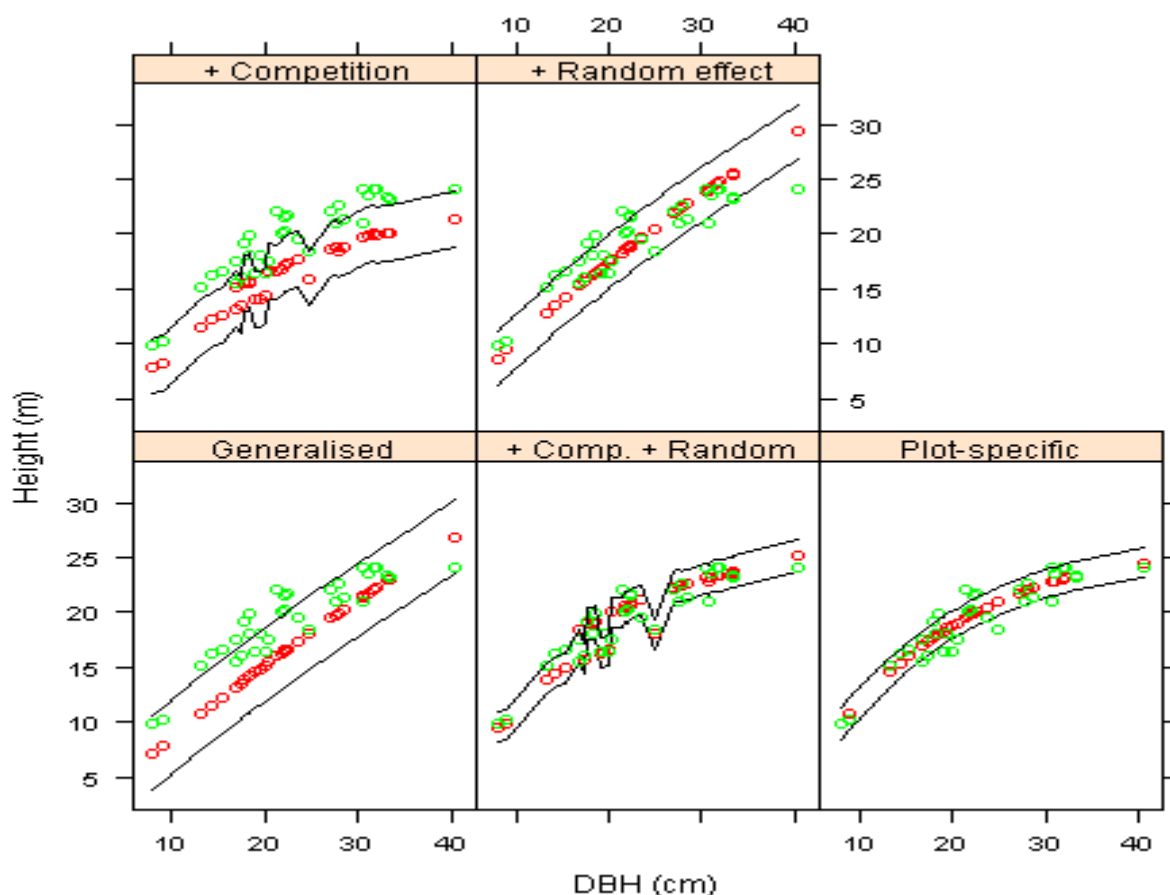 10 20 30 40
+ Competition + Random effect
30
25
20
15
10
5
Height (m)
Generalised + Comp. + Random Plot-specific
30
25
20
15
10
5
10 20 30 40 10 20 30 40
DBH (cm)